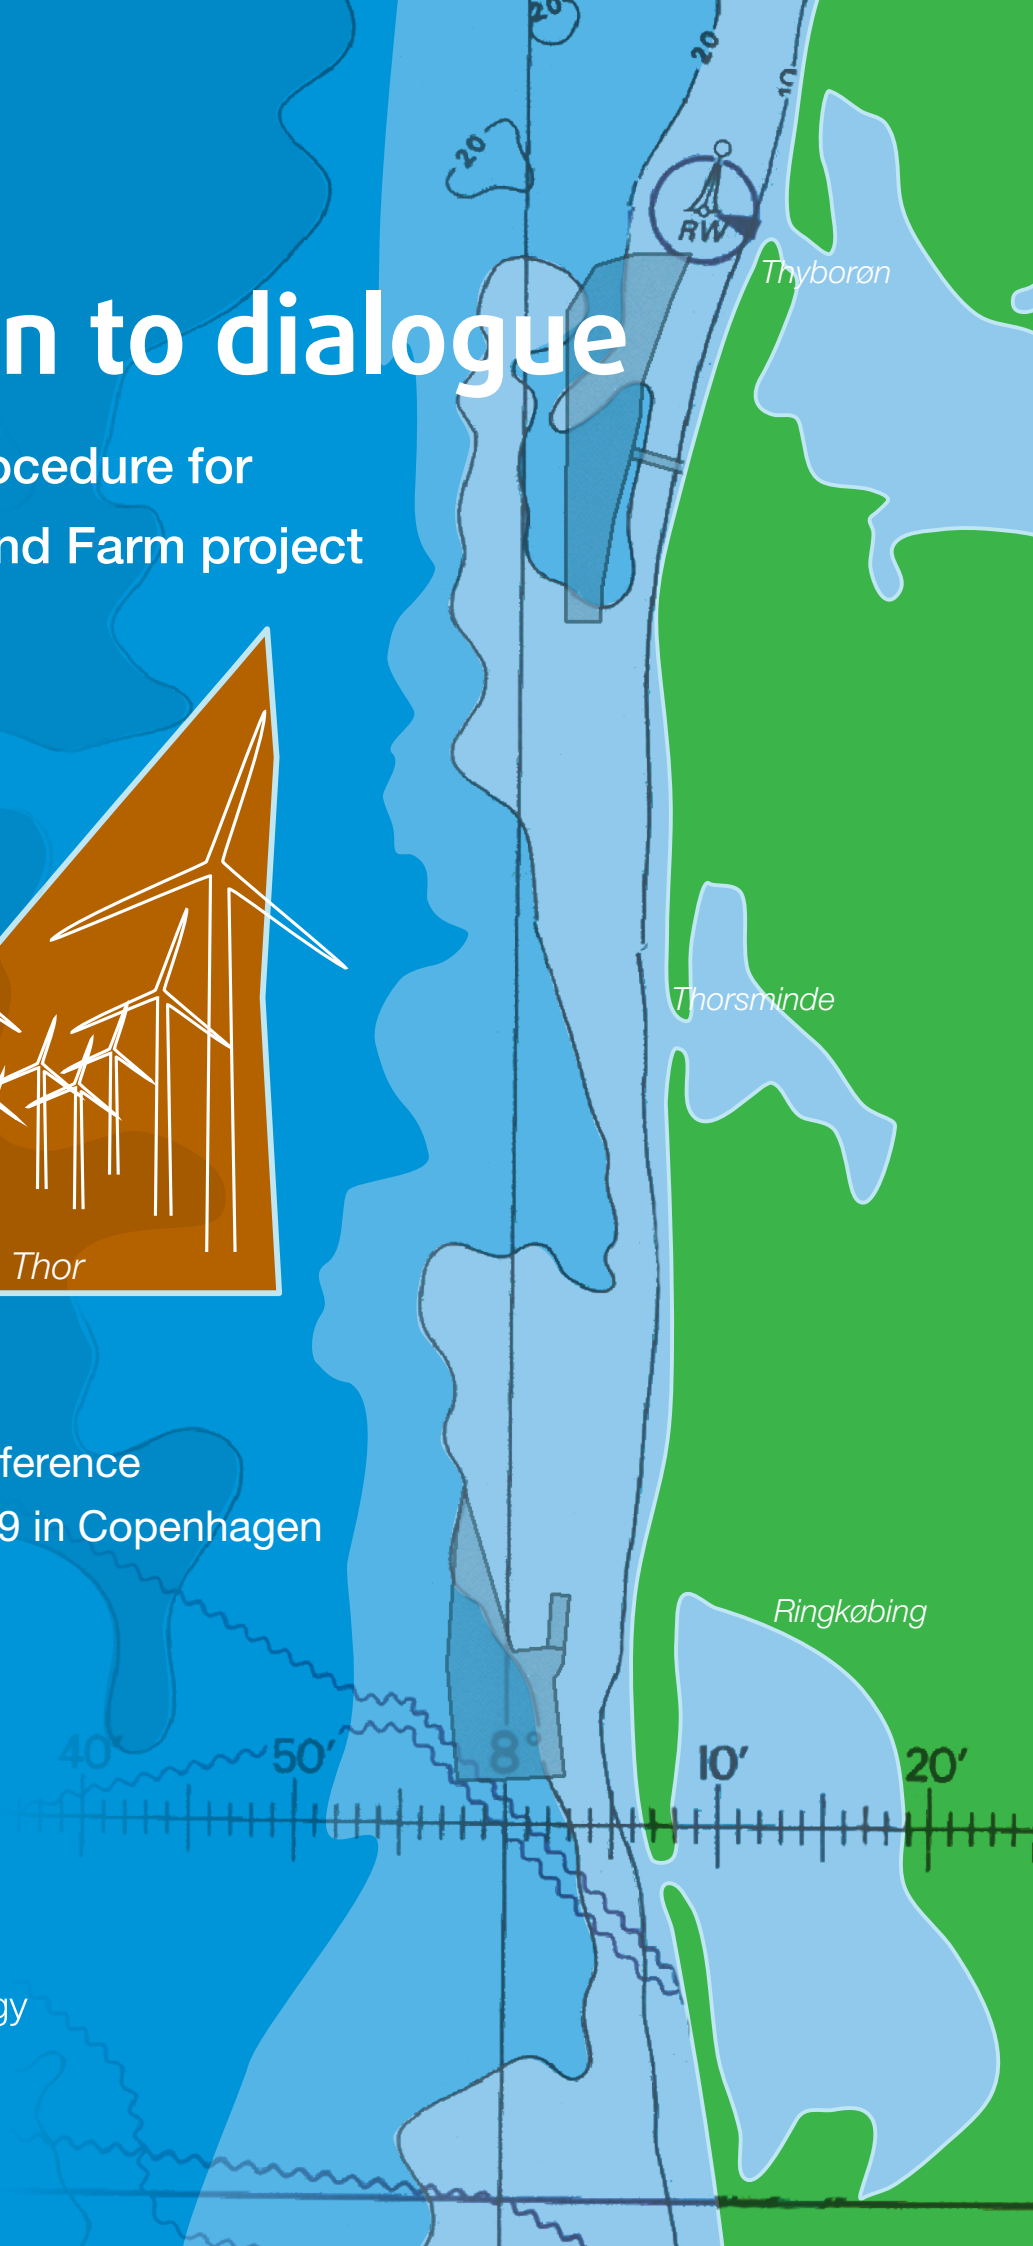 20
20
10
20
RW
Thyborøn
n to dialogue
ocedure for
nd Farm project
Thorsminde
Thor
ference
9 in Copenhagen
Ringkøbing
40′ 50′ 8° 10′ 20′
gy